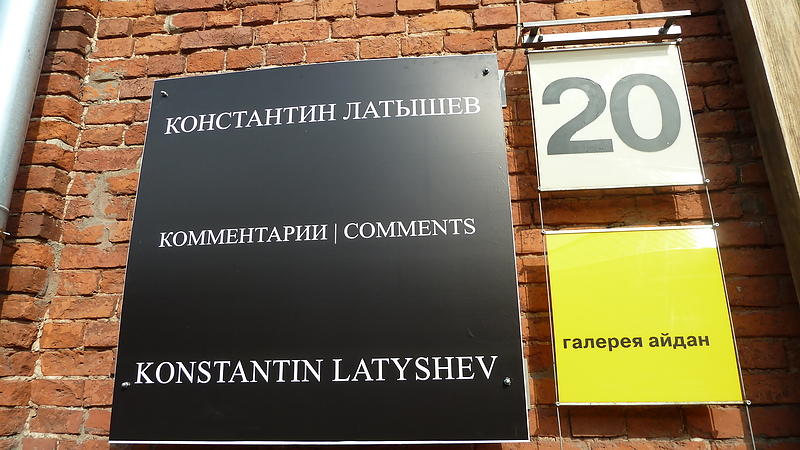 КОНСТАНТИН ЛАТЫШЕВ
КОММЕНТАРИИ | COMMENTS
KONSTANTIN LATYSHEV
20
галерея айдан